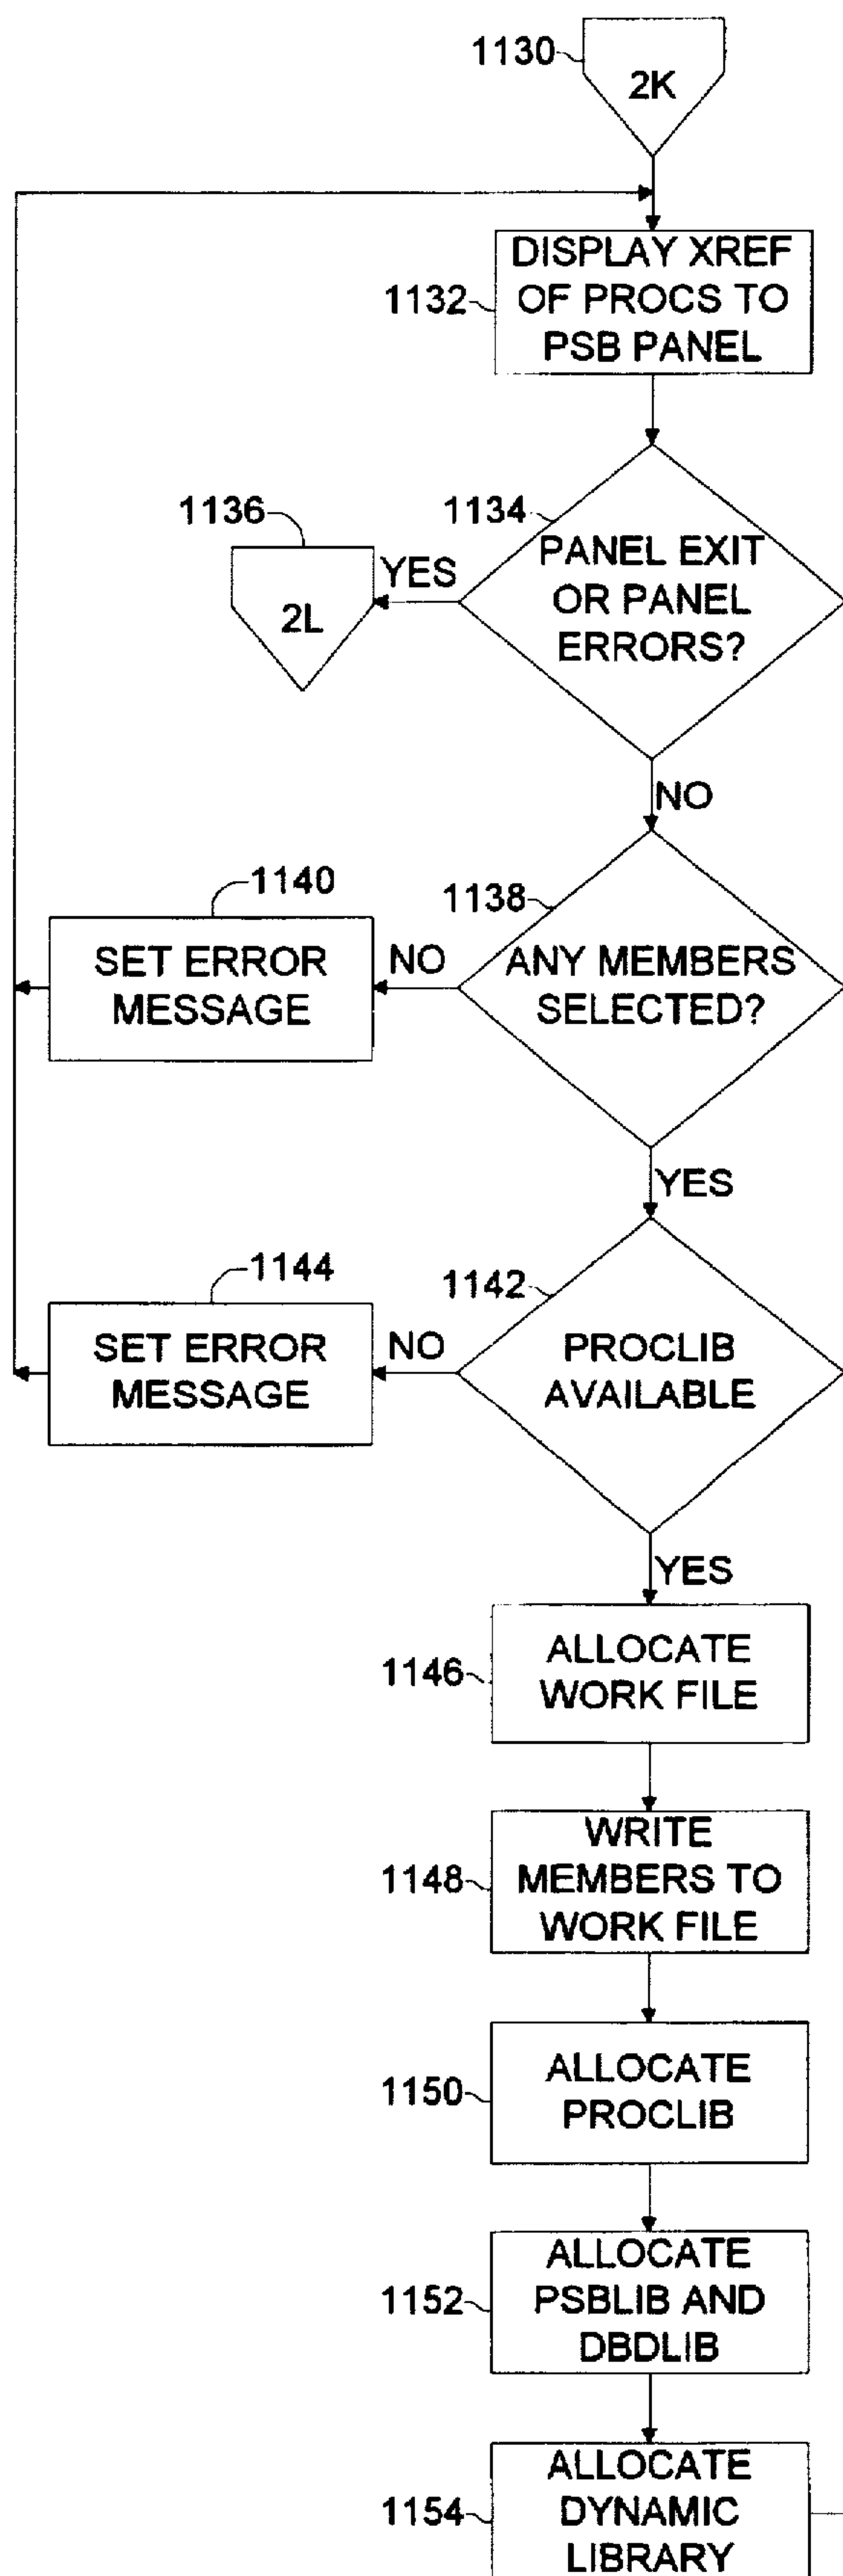 1130
2K
DISPLAY XREF
OF PROCS TO
PSB PANEL
1132
1136
1134
PANEL EXIT
OR PANEL
ERRORS?
YES
2L
NO
1140
1138
SET ERROR
MESSAGE
NO
ANY MEMBERS
SELECTED?
YES
1144
1142
SET ERROR
MESSAGE
NO
PROCLIB
AVAILABLE
YES
1146
ALLOCATE
WORK FILE
1148
WRITE
MEMBERS TO
WORK FILE
1150
ALLOCATE
PROCLIB
1152
ALLOCATE
PSBLIB AND
DBDLIB
1154
ALLOCATE
DYNAMIC
LIBRARY